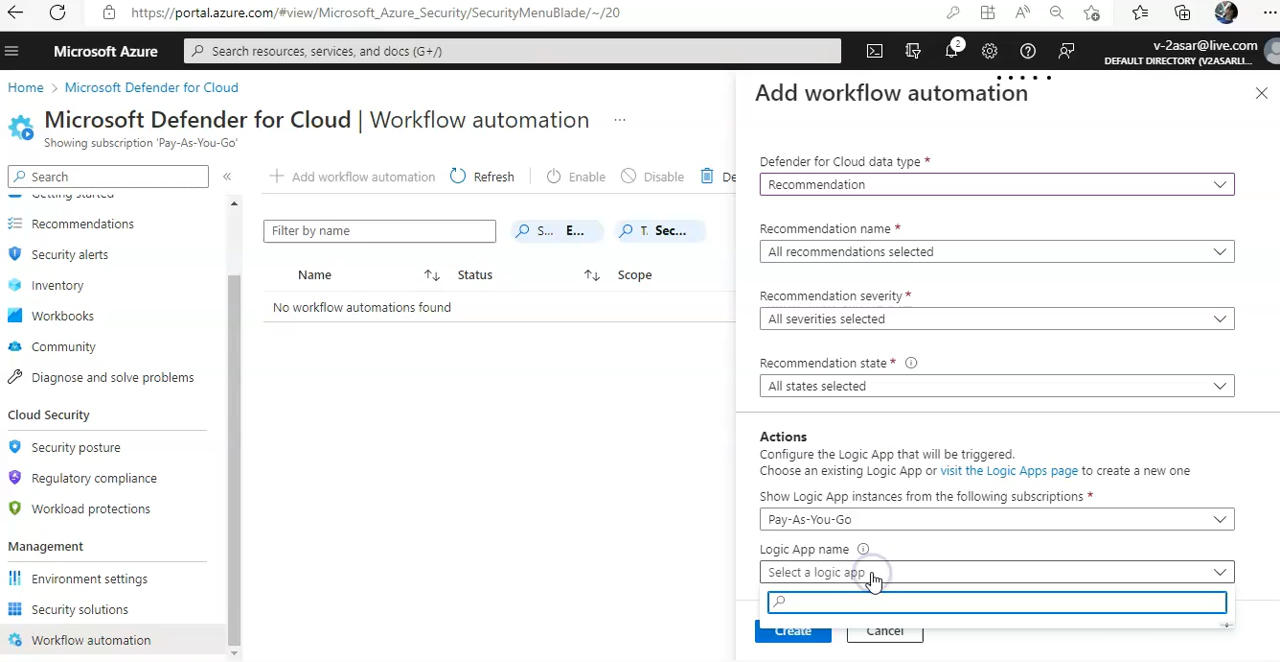 https://portal.azure.com/#view/Microsoft_Azure_Security/SecurityMenuBlade/~/20
Microsoft Azure
Search resources, services, and docs (G+/)
2
v-2asar@live.com
DEFAULT DIRECTORY (V2ASARLI...
Home > Microsoft Defender for Cloud
Microsoft Defender for Cloud | Workflow automation ...
Showing subscription 'Pay-As-You-Go'
Search
«
Getting started
Recommendations
Security alerts
Inventory
Workbooks
Community
Diagnose and solve problems
Cloud Security
Security posture
Regulatory compliance
Workload protections
Management
Environment settings
Security solutions
Workflow automation
Add workflow automation
Refresh
Enable
Disable
De
Filter by name
S... E...
T. Sec...
Name
Status
Scope
No workflow automations found
Add workflow automation
Defender for Cloud data type *
Recommendation
Recommendation name *
All recommendations selected
Recommendation severity *
All severities selected
Recommendation state *
All states selected
Actions
Configure the Logic App that will be triggered.
Choose an existing Logic App or visit the Logic Apps page to create a new one
Show Logic App instances from the following subscriptions *
Pay-As-You-Go
Logic App name
Select a logic app
Create
Cancel